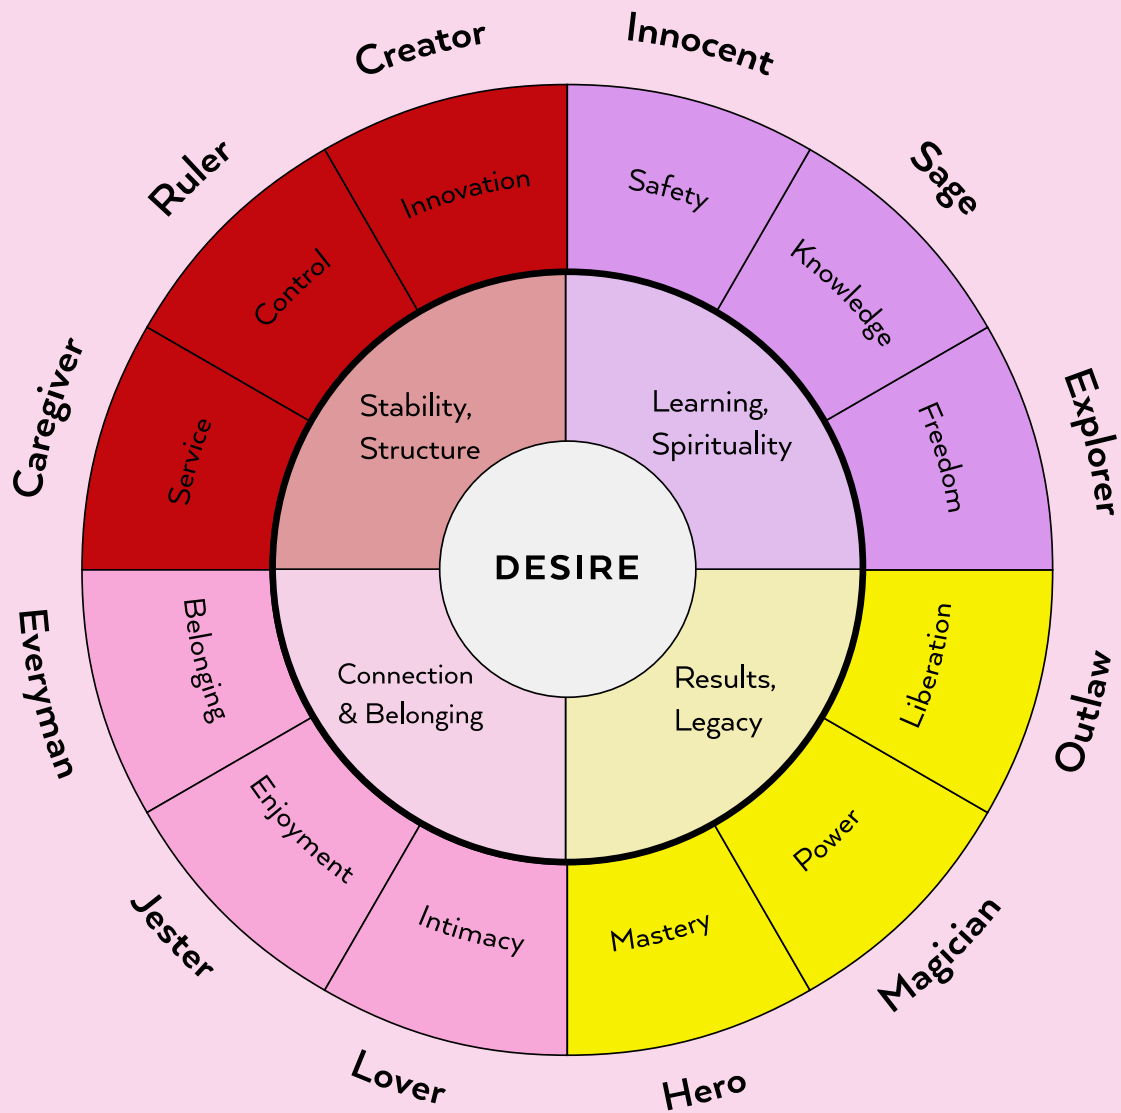 Creator
Innocent
Ruler
Sage
Caregiver
Explorer
Everyman
Outlaw
Jester
Magician
Lover
Hero
Innovation
Safety
Control
Knowledge
Service
Freedom
Belonging
Liberation
Enjoyment
Power
Intimacy
Mastery
Stability,
Structure
Learning,
Spirituality
DESIRE
Connection
& Belonging
Results,
Legacy